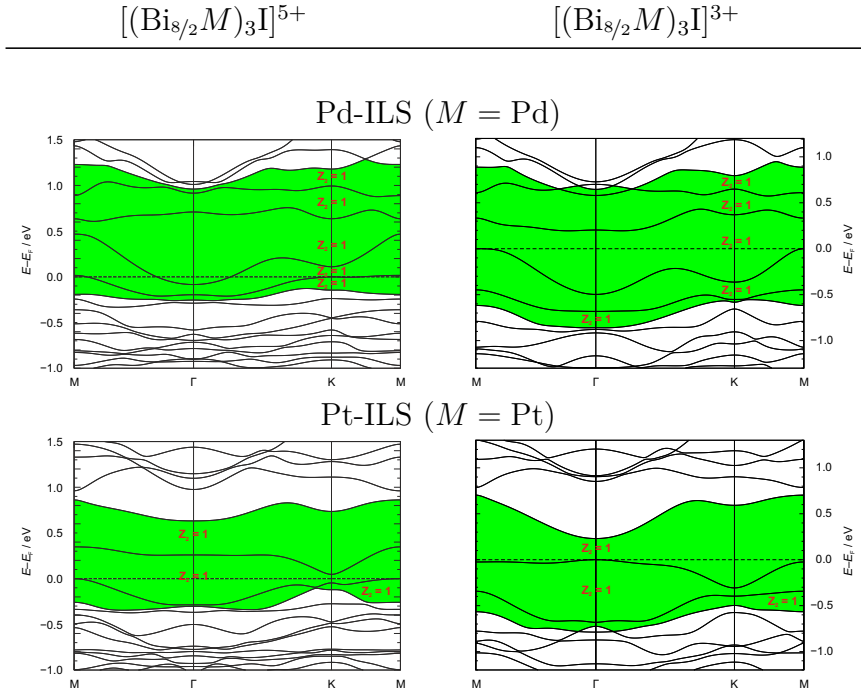 [(Bi₈/₂M)₃I]⁵⁺ [(Bi₈/₂M)₃I]³⁺
Pd-ILS (M = Pd)
E–E_F / eV
1.5
1.0
0.5
0.0
−0.5
−1.0
Z₂ = 1
Z₂ = 1
Z₂ = 1
Z₂ = 1
Z₂ = 1
M Γ K M
Z₂ = 1
Z₂ = 1
Z₂ = 1
Z₂ = 1
Z₂ = 1
1.0
0.5
0.0
−0.5
−1.0
E–E_F / eV
M Γ K M
Pt-ILS (M = Pt)
E–E_F / eV
1.5
1.0
0.5
0.0
−0.5
−1.0
Z₂ = 1
Z₂ = 1
Z₂ = 1
M Γ K M
Z₂ = 1
Z₂ = 1
Z₂ = 1
1.0
0.5
0.0
−0.5
−1.0
E–E_F / eV
M Γ K M